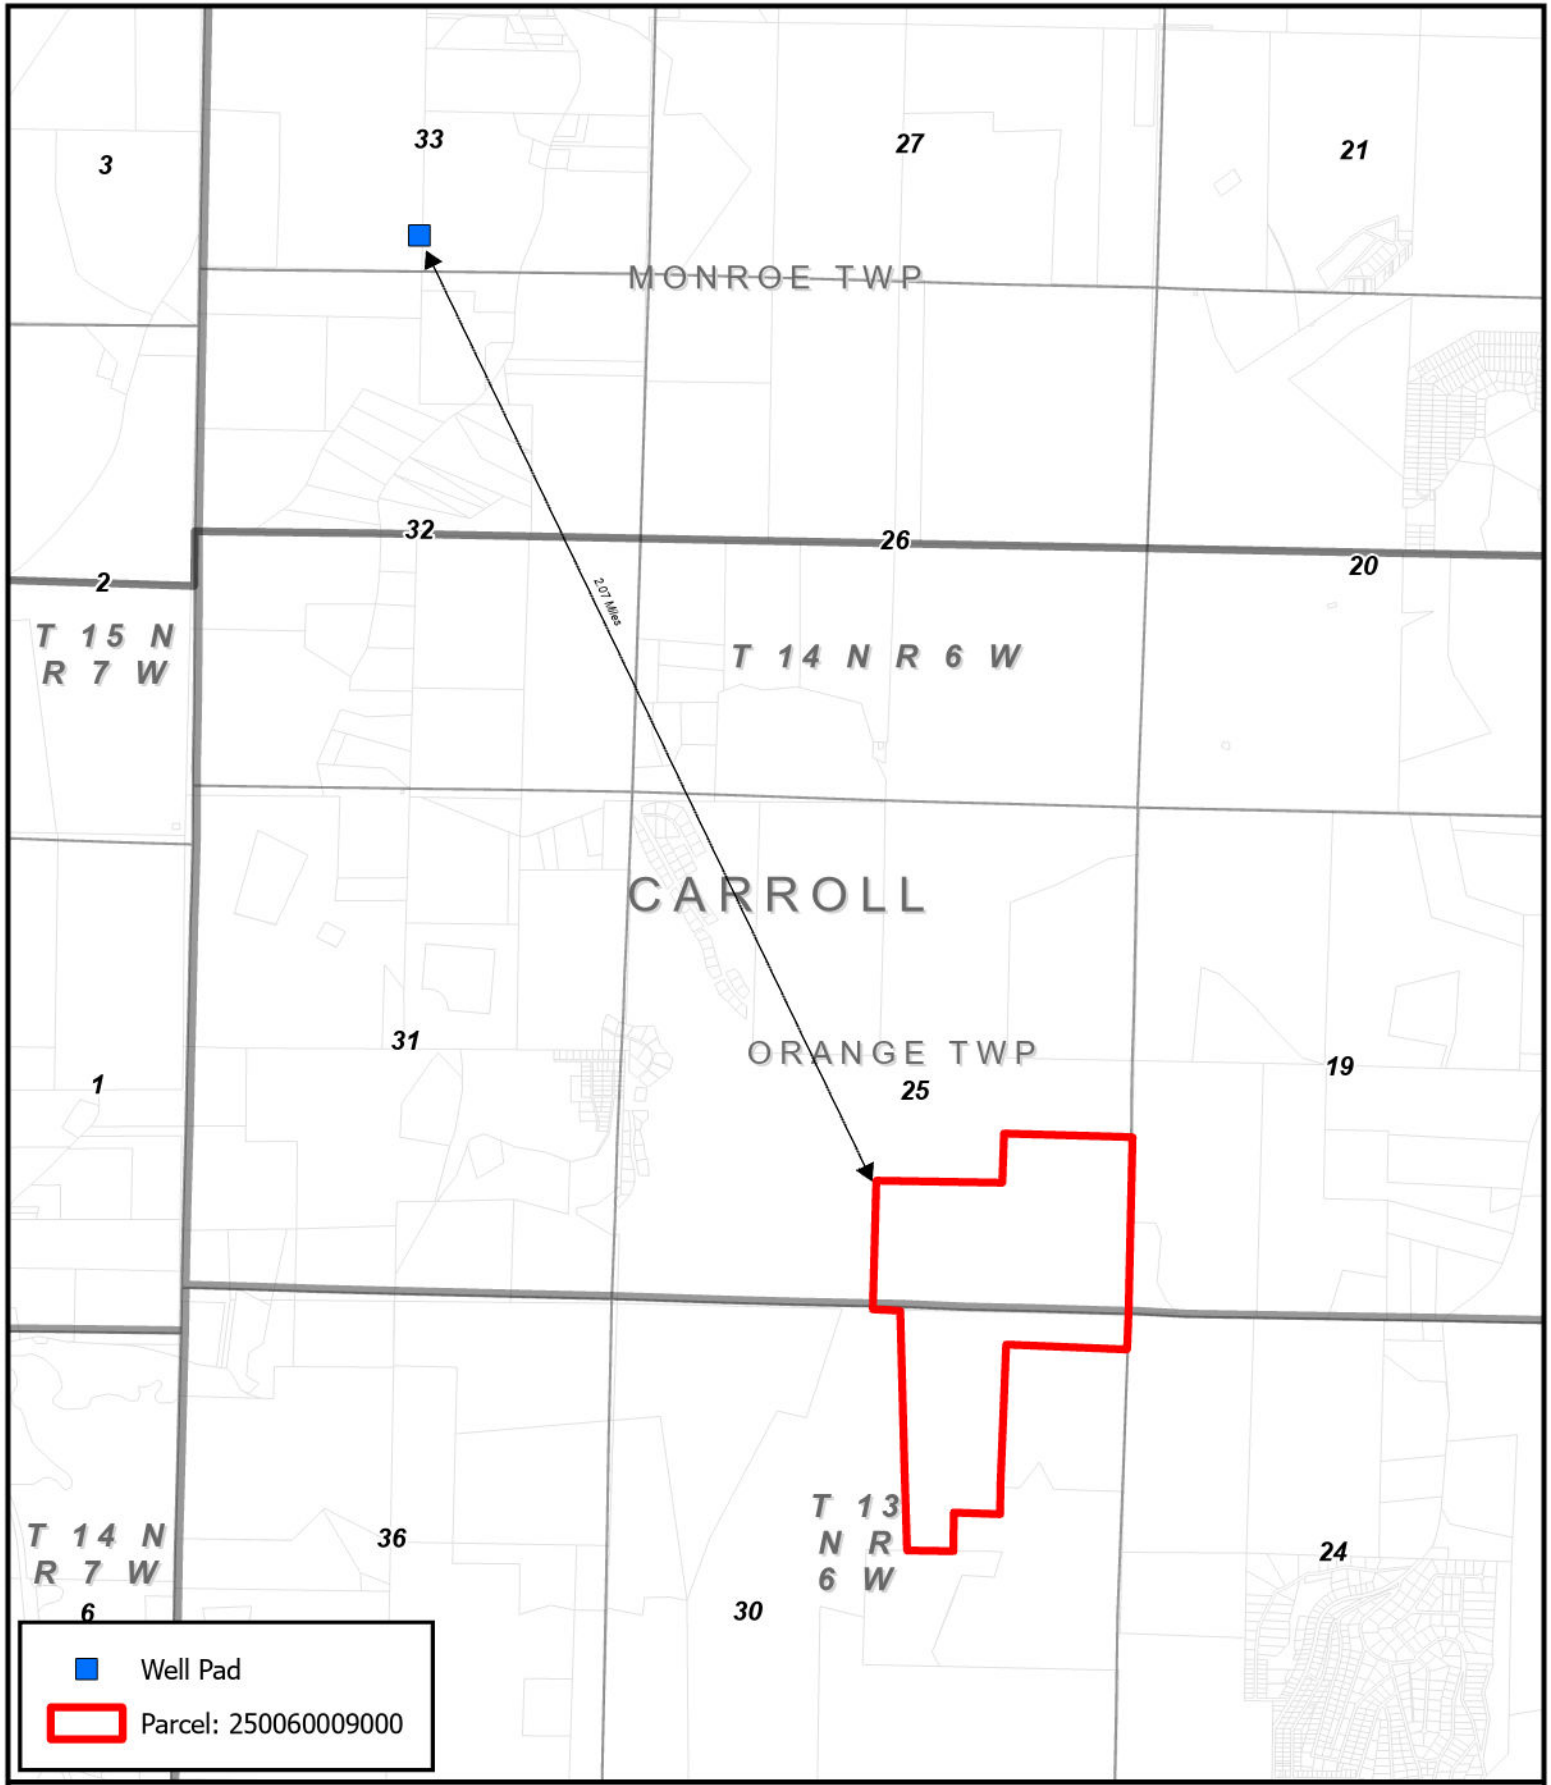 33
27
21
3
MONROE TWP
32
26
20
2
2.07 Miles
T 15 N
R 7 W
T 14 N R 6 W
CARROLL
31
ORANGE TWP
25
19
1
T 13
N R
6 W
T 14 N
R 7 W
36
24
30
6
Well Pad
Parcel: 250060009000